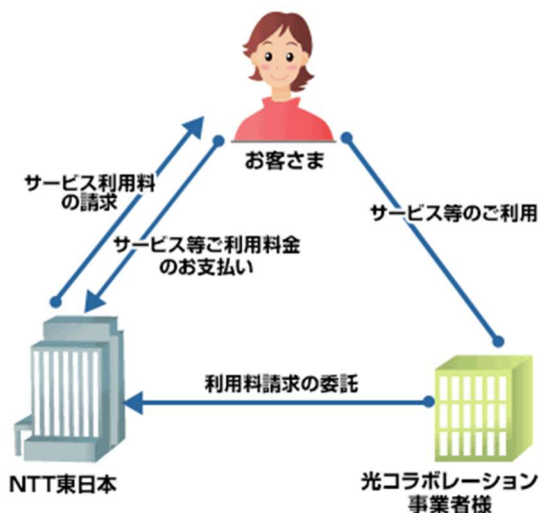 お客さま
サービス利用料
の請求
サービス等のご利用
サービス等ご利用料金
のお支払い
利用料請求の委託
NTT東日本
光コラボレーション
事業者様